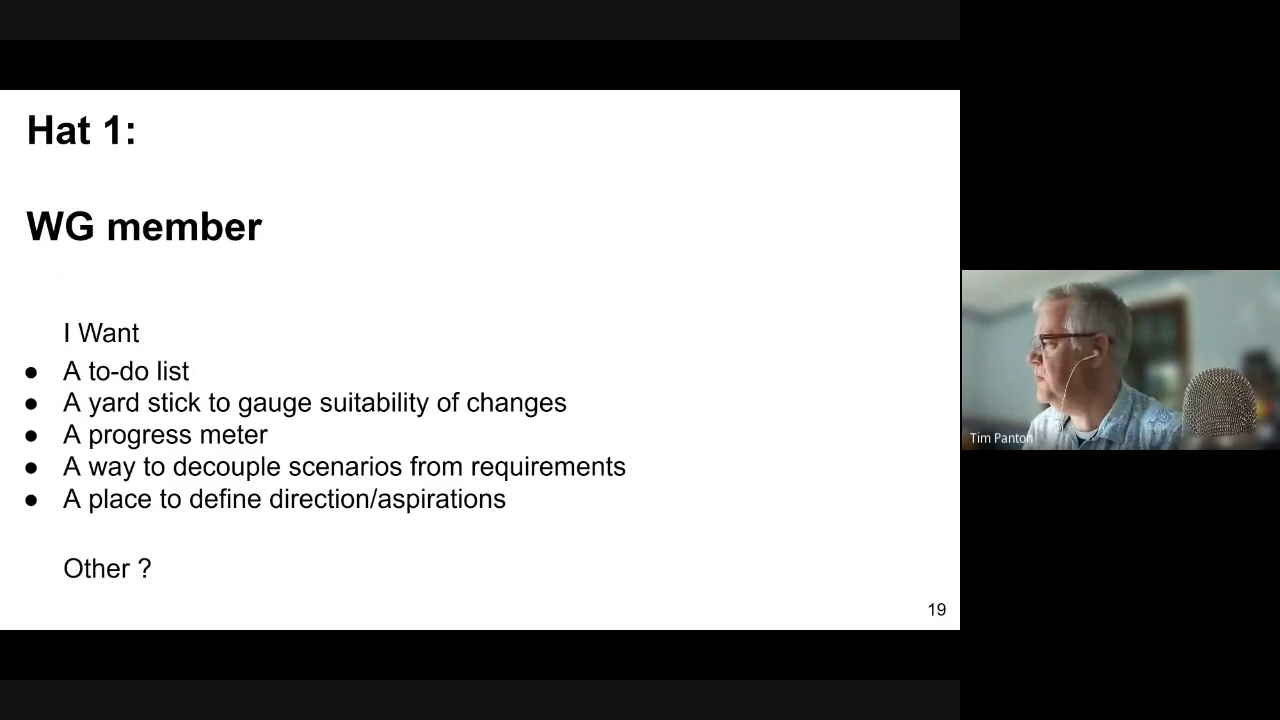 Hat 1:
WG member
I Want
● A to-do list
● A yard stick to gauge suitability of changes
● A progress meter
● A way to decouple scenarios from requirements
● A place to define direction/aspirations
Other ?
19
Tim Panton